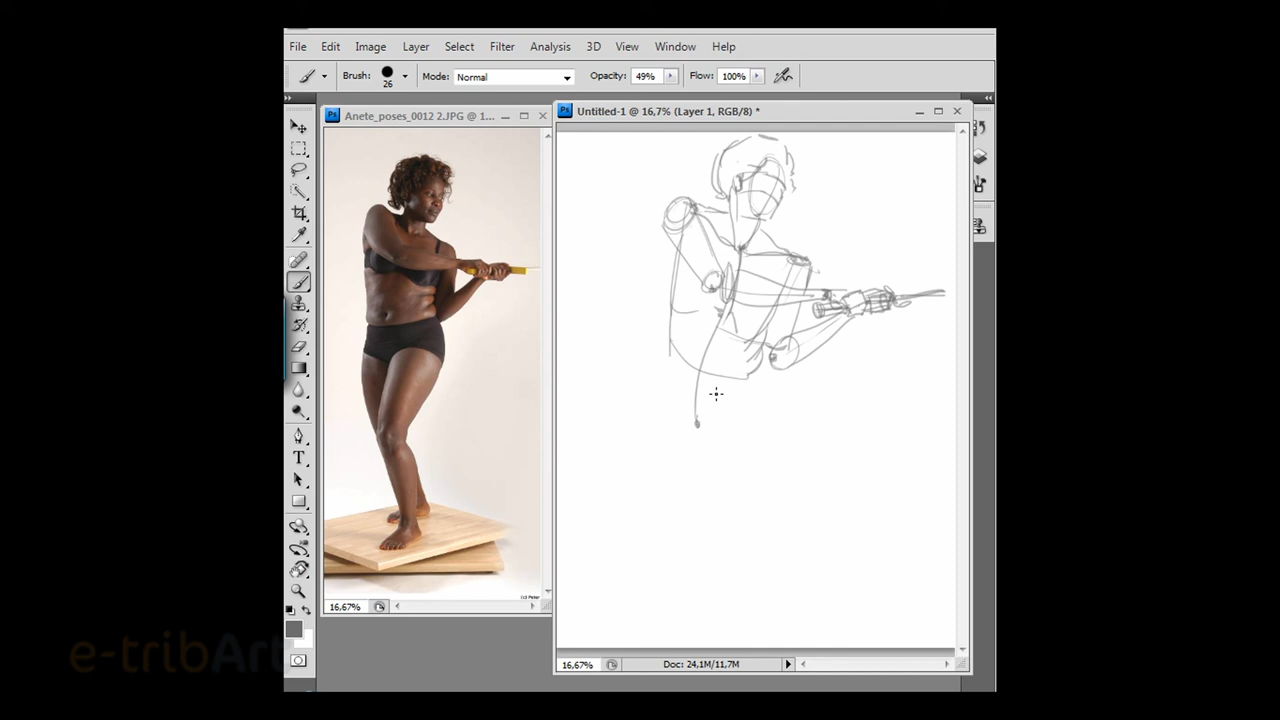 File Edit Image Layer Select Filter Analysis 3D View Window Help
Brush: 26 Mode: Normal Opacity: 49% Flow: 100%
Ps Anete_poses_0012 2.JPG @ 1...
Ps Untitled-1 @ 16,7% (Layer 1, RGB/8) *
T
16,67%
16,67% Doc: 24,1M/11,7M
e-tribArt